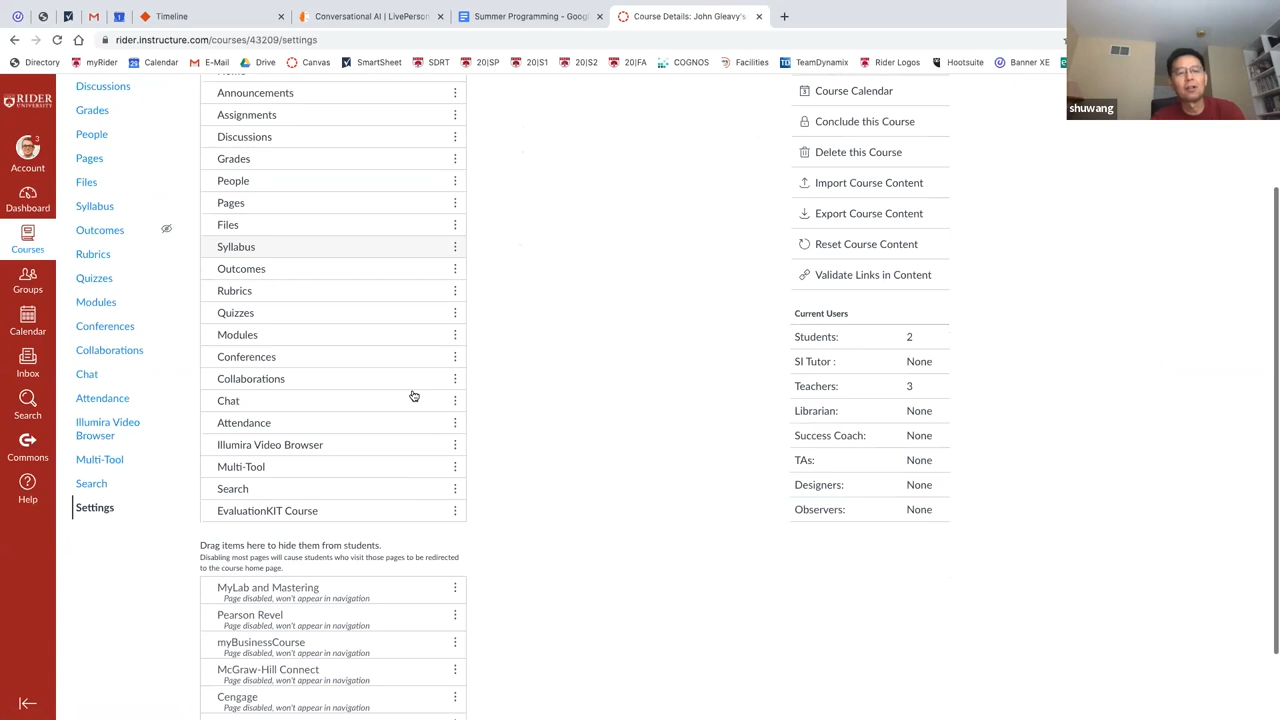 Timeline
Conversational AI | LivePerson
Summer Programming - Goog
Course Details: John Gleavy's
rider.instructure.com/courses/43209/settings
Directory
myRider
Calendar
E-Mail
Drive
Canvas
SmartSheet
SDRT
20|SP
20|S1
20|S2
20|FA
COGNOS
Facilities
TeamDynamix
Rider Logos
Hootsuite
Banner XE
shuwang
RIDER
UNIVERSITY
3
Account
Dashboard
Courses
Groups
Calendar
Inbox
Search
Commons
Help
Discussions
Grades
People
Pages
Files
Syllabus
Outcomes
Rubrics
Quizzes
Modules
Conferences
Collaborations
Chat
Attendance
Illumira Video
Browser
Multi-Tool
Search
Settings
Home
Announcements
Assignments
Discussions
Grades
People
Pages
Files
Syllabus
Outcomes
Rubrics
Quizzes
Modules
Conferences
Collaborations
Chat
Attendance
Illumira Video Browser
Multi-Tool
Search
EvaluationKIT Course
Drag items here to hide them from students.
Disabling most pages will cause students who visit those pages to be redirected
to the course home page.
MyLab and Mastering
Page disabled, won't appear in navigation
Pearson Revel
Page disabled, won't appear in navigation
myBusinessCourse
Page disabled, won't appear in navigation
McGraw-Hill Connect
Page disabled, won't appear in navigation
Cengage
Page disabled, won't appear in navigation
Course Calendar
Conclude this Course
Delete this Course
Import Course Content
Export Course Content
Reset Course Content
Validate Links in Content
Current Users
Students: 2
SI Tutor : None
Teachers: 3
Librarian: None
Success Coach: None
TAs: None
Designers: None
Observers: None